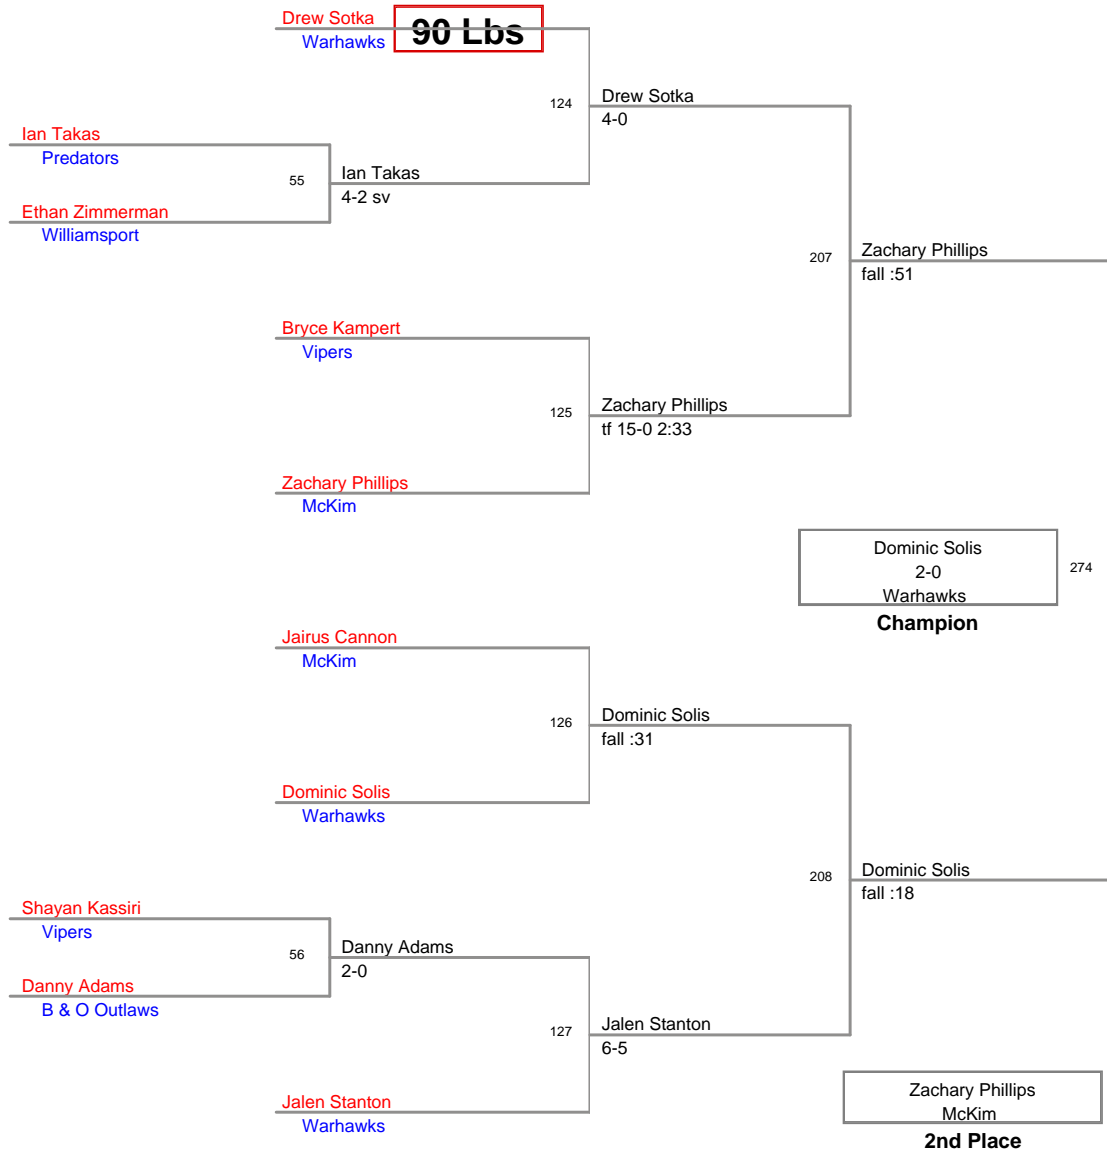 Drew Sotka
Warhawks
90 Lbs
124
Drew Sotka
4-0
Ian Takas
Predators
55
Ian Takas
4-2 sv
Ethan Zimmerman
Williamsport
207
Zachary Phillips
fall :51
Bryce Kampert
Vipers
125
Zachary Phillips
tf 15-0 2:33
Zachary Phillips
McKim
Dominic Solis
2-0
Warhawks
274
Champion
Jairus Cannon
McKim
126
Dominic Solis
fall :31
Dominic Solis
Warhawks
208
Dominic Solis
fall :18
Shayan Kassiri
Vipers
56
Danny Adams
2-0
Danny Adams
B & O Outlaws
127
Jalen Stanton
6-5
Jalen Stanton
Warhawks
Zachary Phillips
McKim
2nd Place